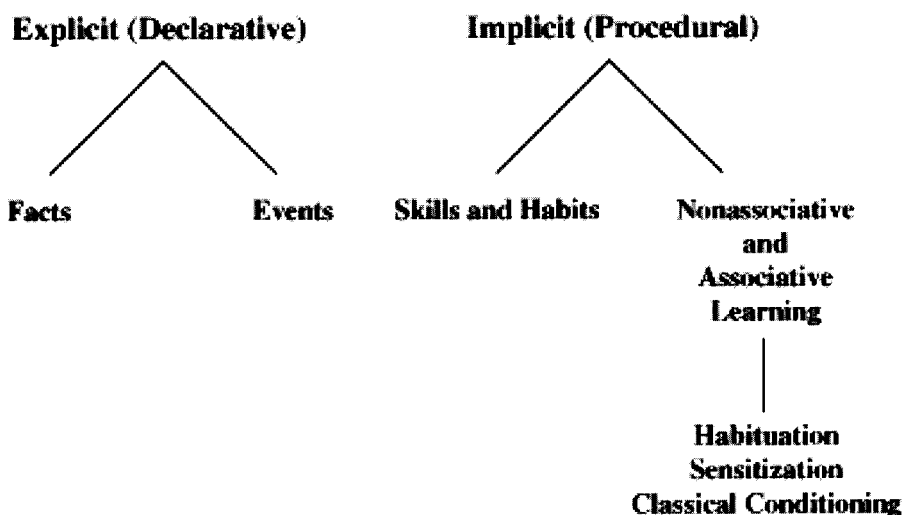 Explicit (Declarative)
Implicit (Procedural)
Facts
Events
Skills and Habits
Nonassociative
and
Associative
Learning
Habituation
Sensitization
Classical Conditioning